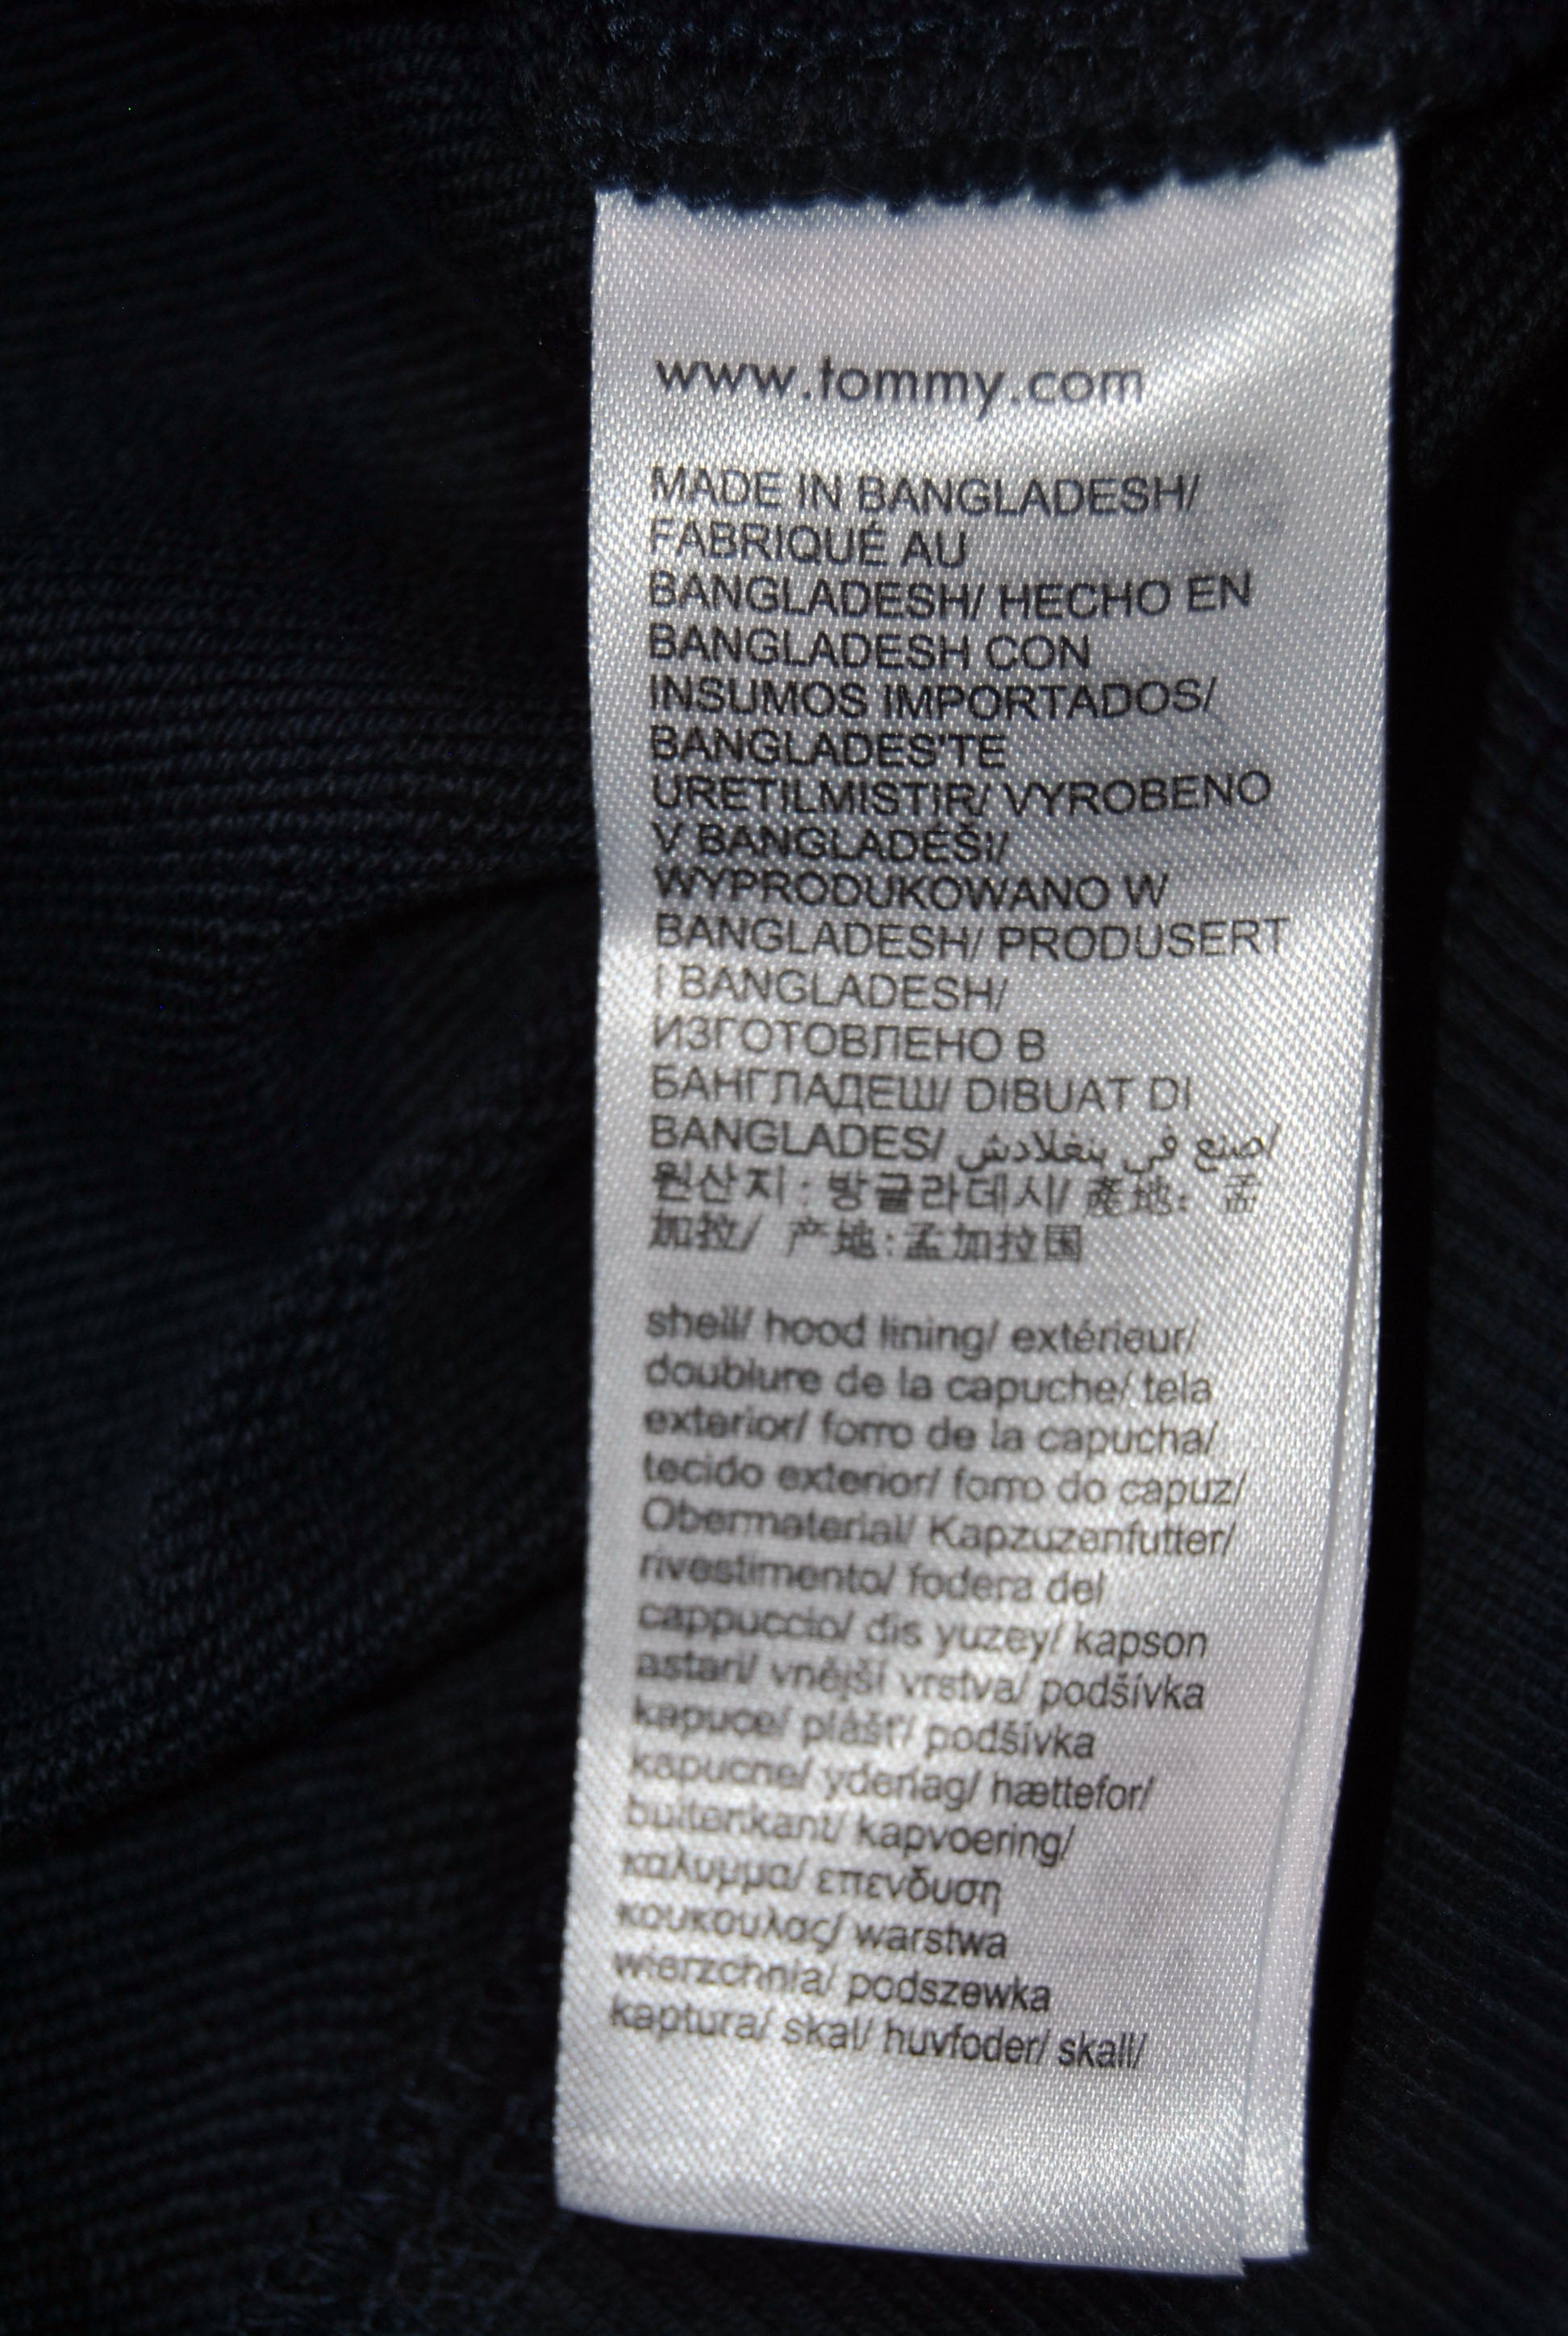 www.tommy.com
MADE IN BANGLADESH/
FABRIQUÉ AU
BANGLADESH/ HECHO EN
BANGLADESH CON
INSUMOS IMPORTADOS/
BANGLADES'TE
URETILMISTIR/ VYROBENO
V BANGLADÉŠI/
WYPRODUKOWANO W
BANGLADESH/ PRODUSERT
I BANGLADESH/
ИЗГОТОВЛЕНО В
БАНГЛАДЕШ/ DIBUAT DI
BANGLADES/ صنع في بنغلادش/
원산지 : 방글라데시/ 產地: 孟
加拉/ 产地:孟加拉国
shell/ hood lining/ extérieur/
doublure de la capuche/ tela
exterior/ forro de la capucha/
tecido exterior/ forro do capuz/
Obermaterial/ Kapzuzenfutter/
rivestimento/ fodera del
cappuccio/ dis yuzey/ kapson
astari/ vnější vrstva/ podšívka
kapuce/ plášť/ podšívka
kapucne/ yderlag/ hættefor/
buitenkant/ kapvoering/
καλυμμα/ επενδυση
κουκουλας/ warstwa
wierzchnia/ podszewka
kaptura/ skal/ huvfoder/ skall/